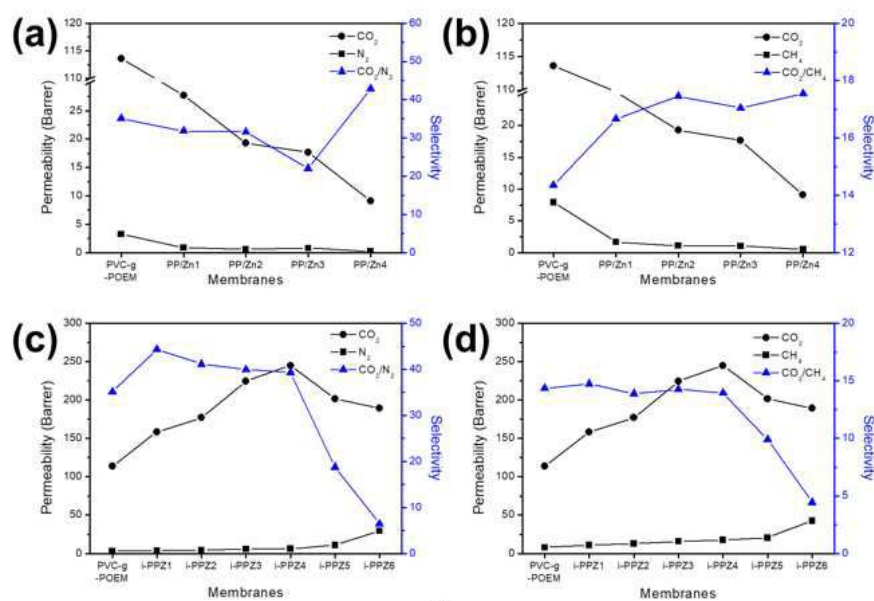 (a)
120
115
110
25
20
15
10
5
0
60
50
40
30
20
10
0
CO2
N2
CO2/N2
Permeability (Barrer)
Selectivity
PVC-g
-POEM
PP/Zn1
PP/Zn2
PP/Zn3
PP/Zn4
Membranes
(b)
120
115
110
20
15
10
5
0
20
18
16
14
12
CO2
CH4
CO2/CH4
Permeability (Barrer)
Selectivity
PVC-g
-POEM
PP/Zn1
PP/Zn2
PP/Zn3
PP/Zn4
Membranes
(c)
300
250
200
150
100
50
0
50
40
30
20
10
0
CO2
N2
CO2/N2
Permeability (Barrer)
Selectivity
PVC-g
-POEM
i-PPZ1
i-PPZ2
i-PPZ3
i-PPZ4
i-PPZ5
i-PPZ6
Membranes
(d)
300
250
200
150
100
50
0
20
15
10
5
0
CO2
CH4
CO2/CH4
Permeability (Barrer)
Selectivity
PVC-g
-POEM
i-PPZ1
i-PPZ2
i-PPZ3
i-PPZ4
i-PPZ5
i-PPZ6
Membranes